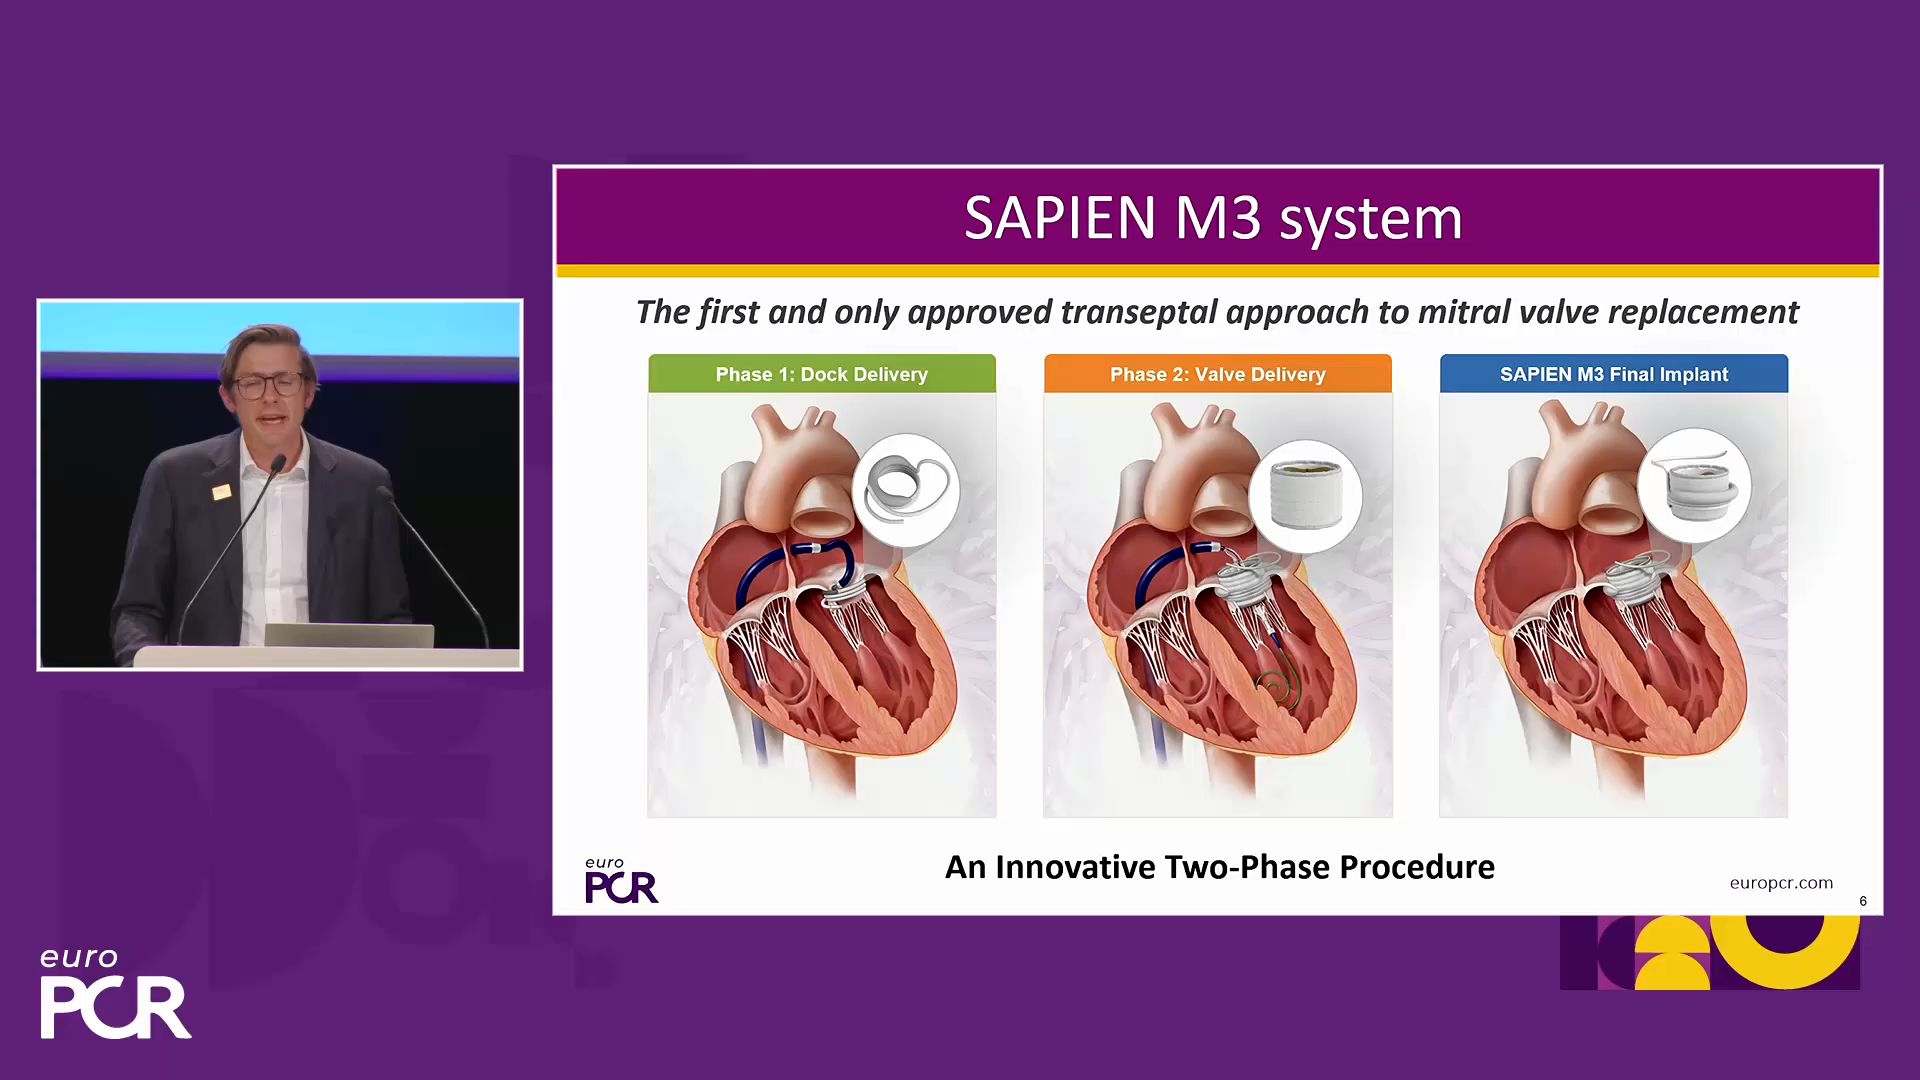 SAPIEN M3 system
The first and only approved transeptal approach to mitral valve replacement
Phase 1: Dock Delivery
Phase 2: Valve Delivery
SAPIEN M3 Final Implant
An Innovative Two-Phase Procedure
euro
PCR
europcr.com
6
euro
PCR